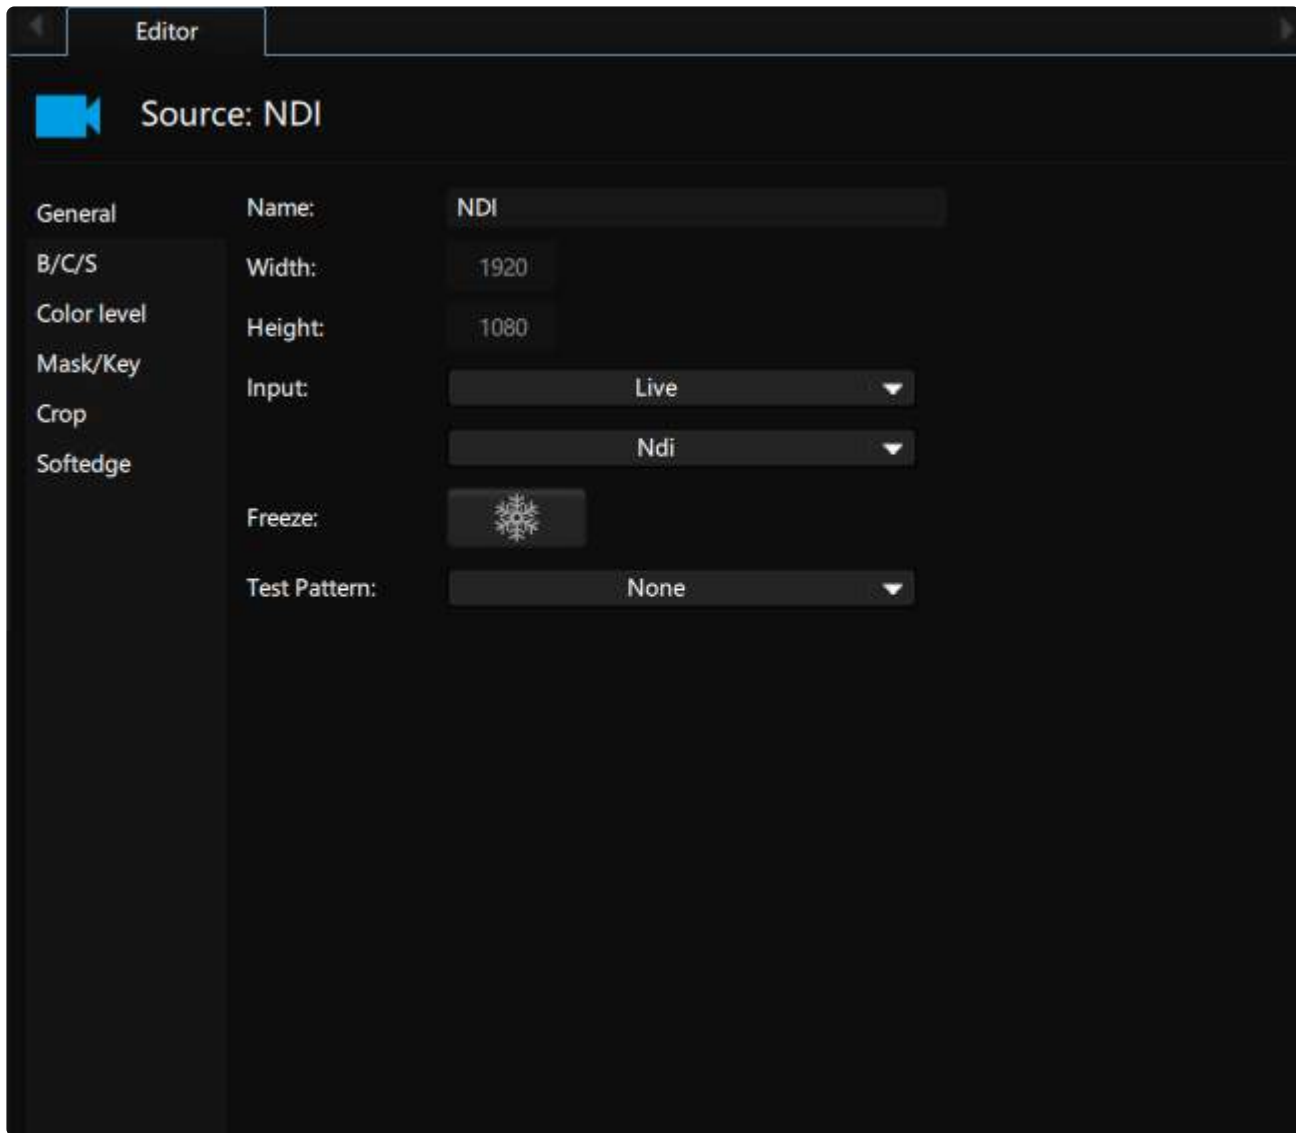 Editor
Source: NDI
General
B/C/S
Color level
Mask/Key
Crop
Softedge
Name: NDI
Width: 1920
Height: 1080
Input: Live
Ndi
Freeze:
Test Pattern: None